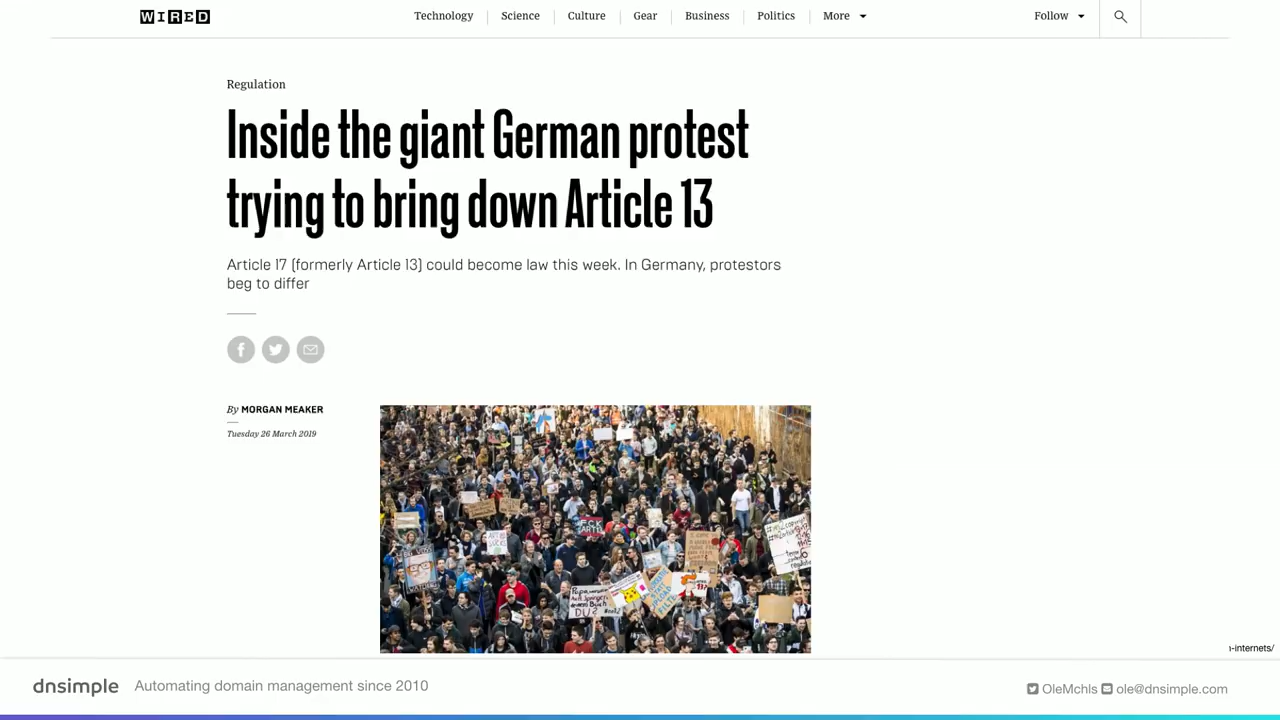 WIRED
Technology Science Culture Gear Business Politics More Follow
Regulation
Inside the giant German protest
trying to bring down Article 13
Article 17 (formerly Article 13) could become law this week. In Germany, protestors
beg to differ
By MORGAN MEAKER
Tuesday 26 March 2019
-internets/
dnsimple Automating domain management since 2010
OleMchls ole@dnsimple.com